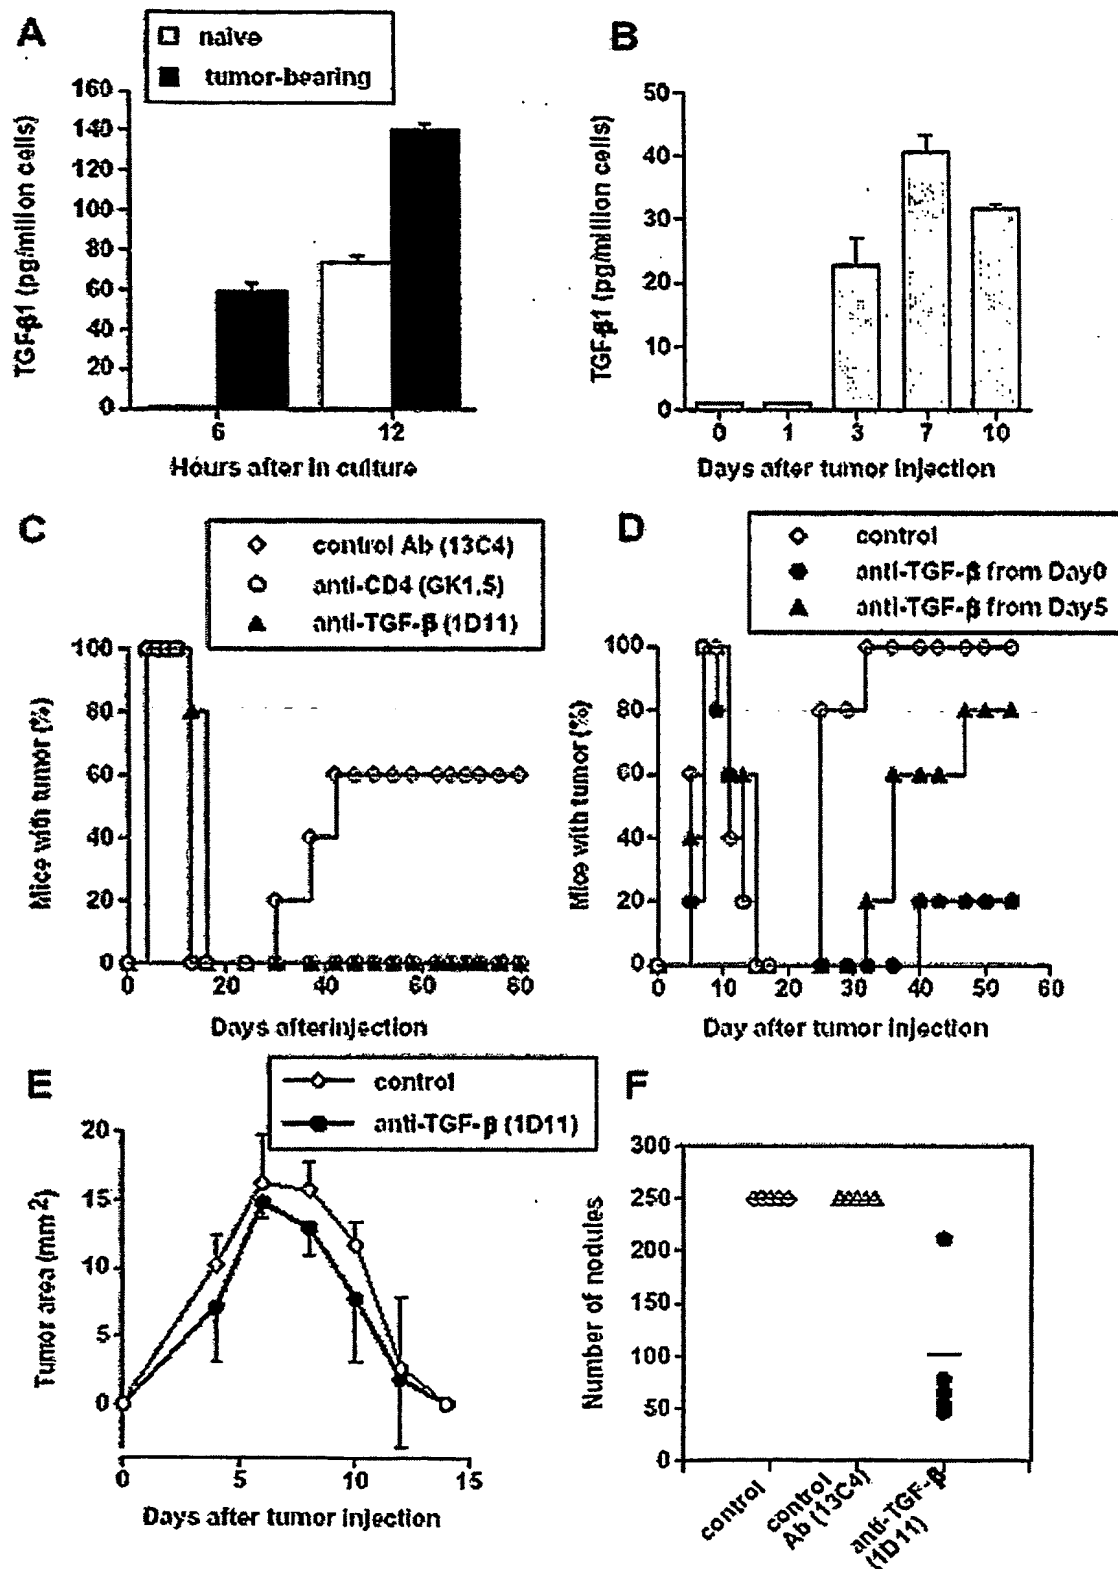 A
naive
tumor-bearing
TGF-β1 (pg/million cells)
160
140
120
100
80
60
40
20
0
6
12
Hours after in culture
B
TGF-β1 (pg/million cells)
50
40
30
20
10
0
0
1
3
7
10
Days after tumor injection
C
control Ab (13C4)
anti-CD4 (GK1.5)
anti-TGF-β (1D11)
Mice with tumor (%)
100
80
60
40
20
0
0
20
40
60
80
Days afterinjection
D
control
anti-TGF-β from Day0
anti-TGF-β from Day5
Mice with tumor (%)
100
80
60
40
20
0
0
10
20
30
40
50
60
Day after tumor injection
E
control
anti-TGF-β (1D11)
Tumor area (mm2)
20
15
10
5
0
0
5
10
15
Days after tumor injection
F
Number of nodules
300
250
200
150
100
50
0
control
control
Ab (13C4)
anti-TGF-β
(1D11)